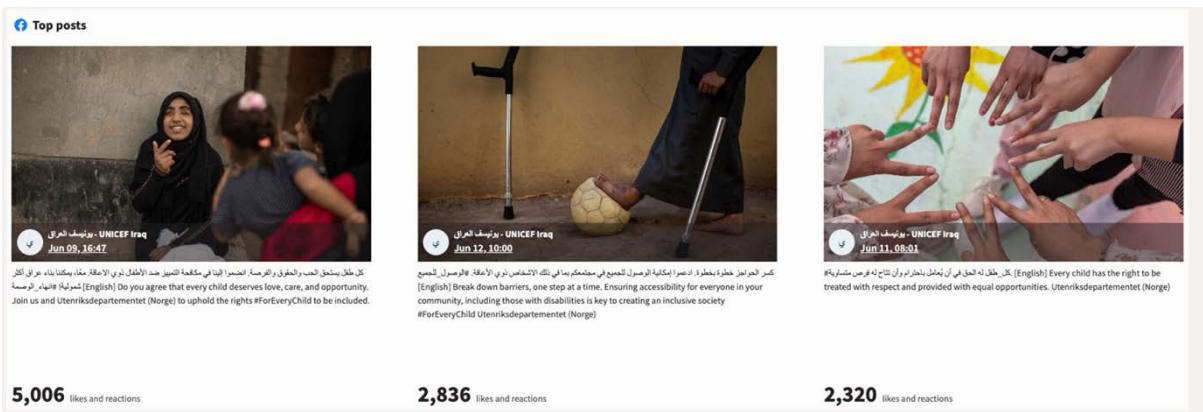 Top posts
يونيسف العراق - UNICEF Iraq
Jun 09, 16:47
كل طفل يستحق الحب والحقوق والفرصة. انضموا إلينا في مكافحة التمييز ضد الأطفال ذوي الاعاقة. معًا، يمكننا بناء عراق أكثر
شمولية! #انهاء_الوصمة [English] Do you agree that every child deserves love, care, and opportunity.
Join us and Utenriksdepartementet (Norge) to uphold the rights #ForEveryChild to be included.
5,006 likes and reactions
يونيسف العراق - UNICEF Iraq
Jun 12, 10:00
كسر الحواجز خطوة بخطوة. ادعموا إمكانية الوصول للجميع في مجتمعكم بما في ذلك الاشخاص ذوي الأعاقة. #الوصول_للجميع
[English] Break down barriers, one step at a time. Ensuring accessibility for everyone in your
community, including those with disabilities is key to creating an inclusive society
#ForEveryChild Utenriksdepartementet (Norge)
2,836 likes and reactions
يونيسف العراق - UNICEF Iraq
Jun 11, 08:01
#كل_طفل له الحق في أن يُعامل باحترام وأن تتاح له فرص متساوية. [English] Every child has the right to be
treated with respect and provided with equal opportunities. Utenriksdepartementet (Norge)
2,320 likes and reactions